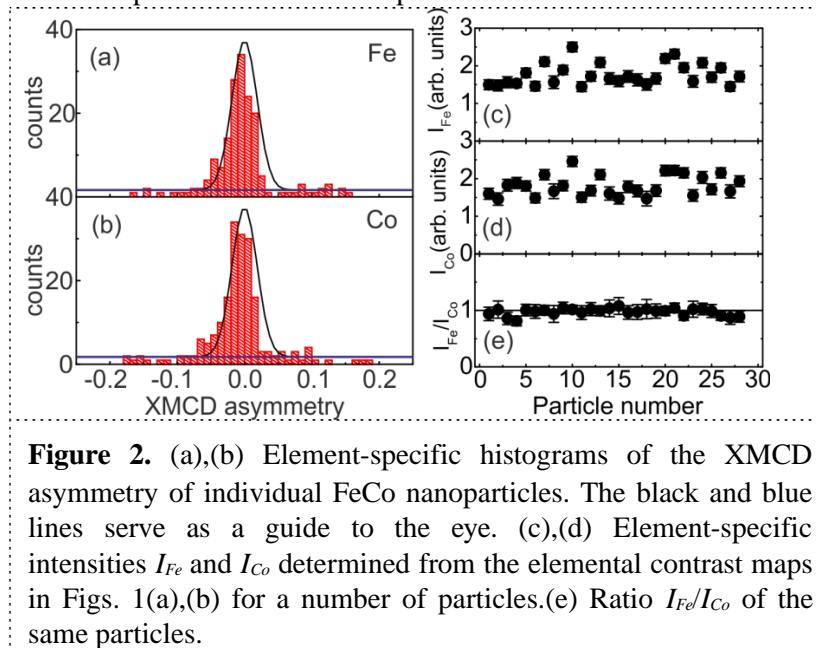 40
(a)
Fe
20
counts
40
(b)
Co
20
counts
0
-0.2
-0.1
0.0
0.1
0.2
XMCD asymmetry
3
2
1
(c)
I_Fe(arb. units)
3
2
1
(d)
I_Co(arb. units)
0
1
(e)
I_Fe/I_Co
0
0
5
10
15
20
25
30
Particle number
Figure 2. (a),(b) Element-specific histograms of the XMCD
asymmetry of individual FeCo nanoparticles. The black and blue
lines serve as a guide to the eye. (c),(d) Element-specific
intensities I_Fe and I_Co determined from the elemental contrast maps
in Figs. 1(a),(b) for a number of particles.(e) Ratio I_Fe/I_Co of the
same particles.